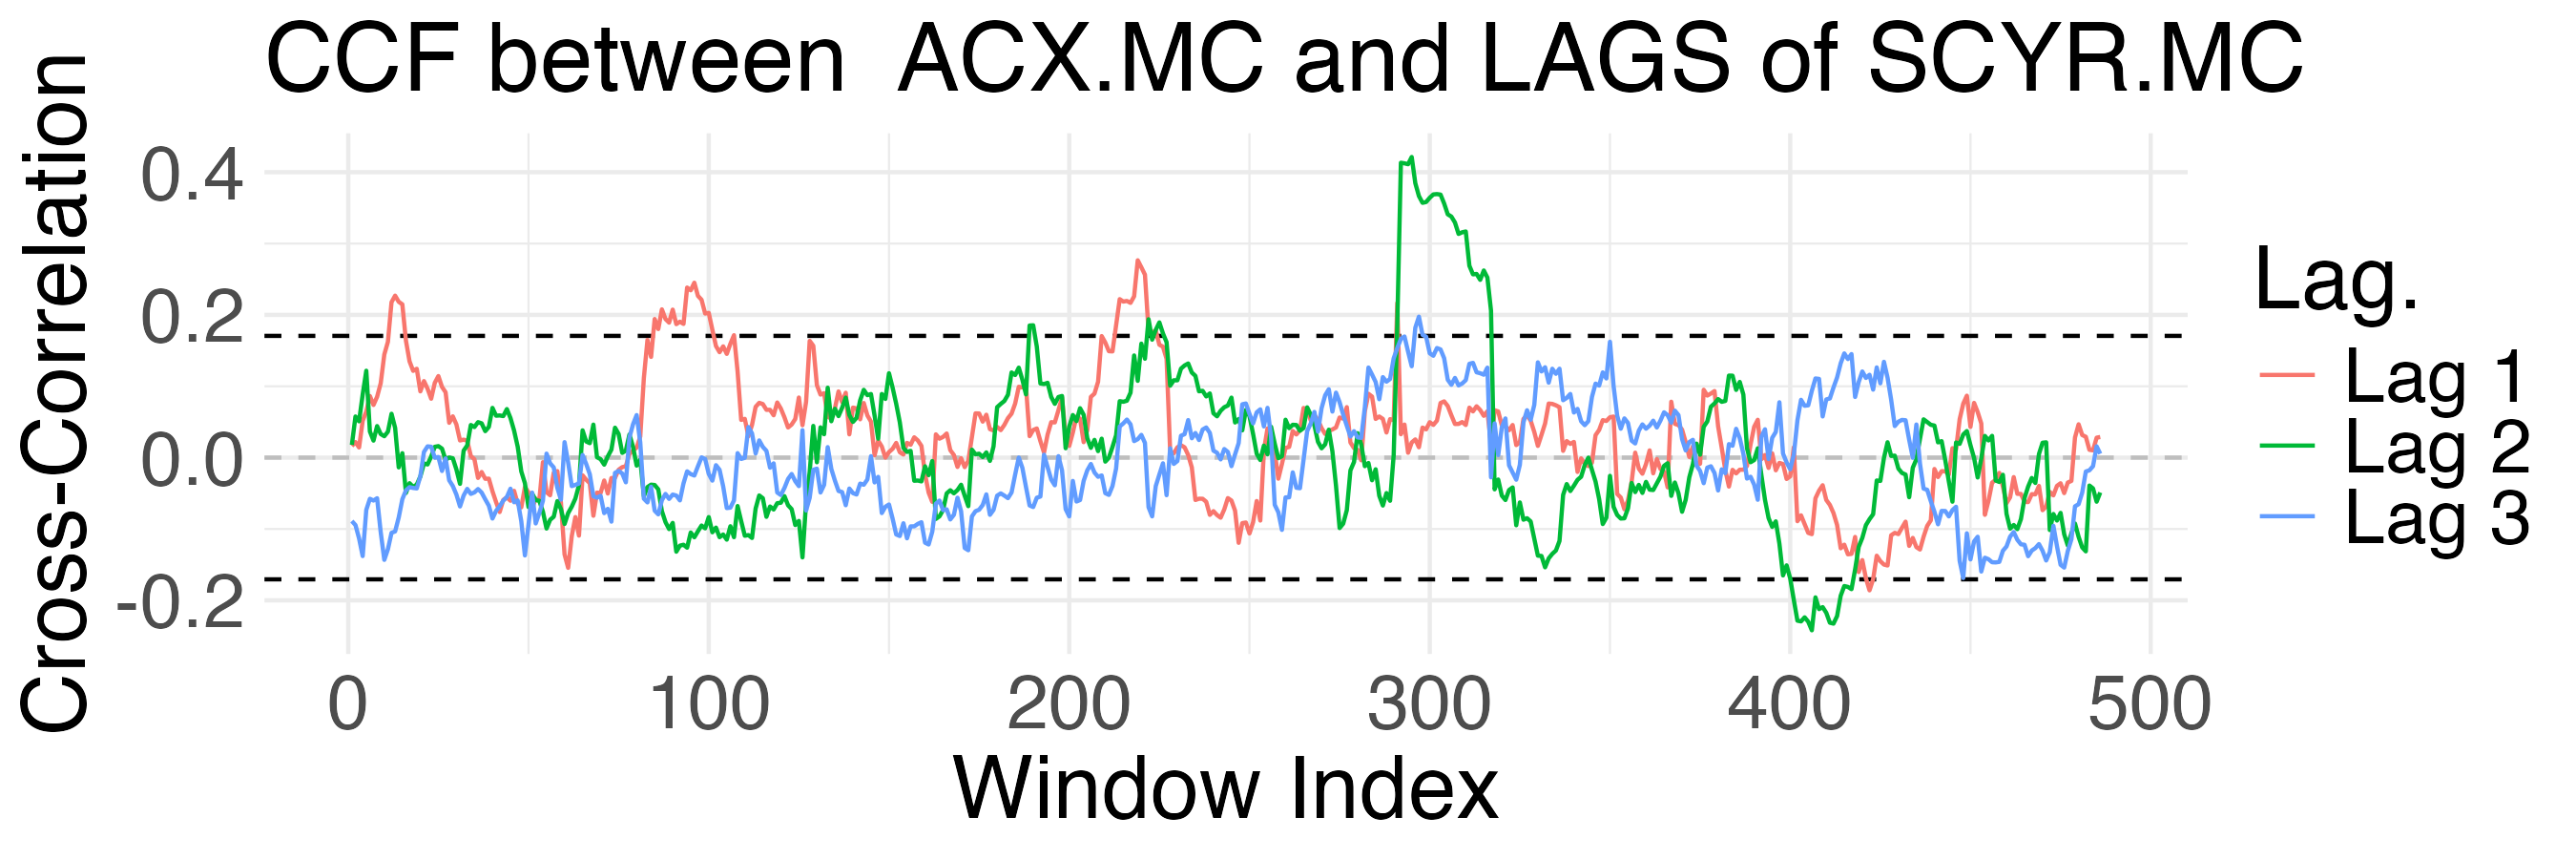 CCF between  ACX.MC and LAGS of SCYR.MC
Cross-Correlation
0.4
0.2
0.0
-0.2
0 100 200 300 400 500
Window Index
Lag.
Lag 1
Lag 2
Lag 3